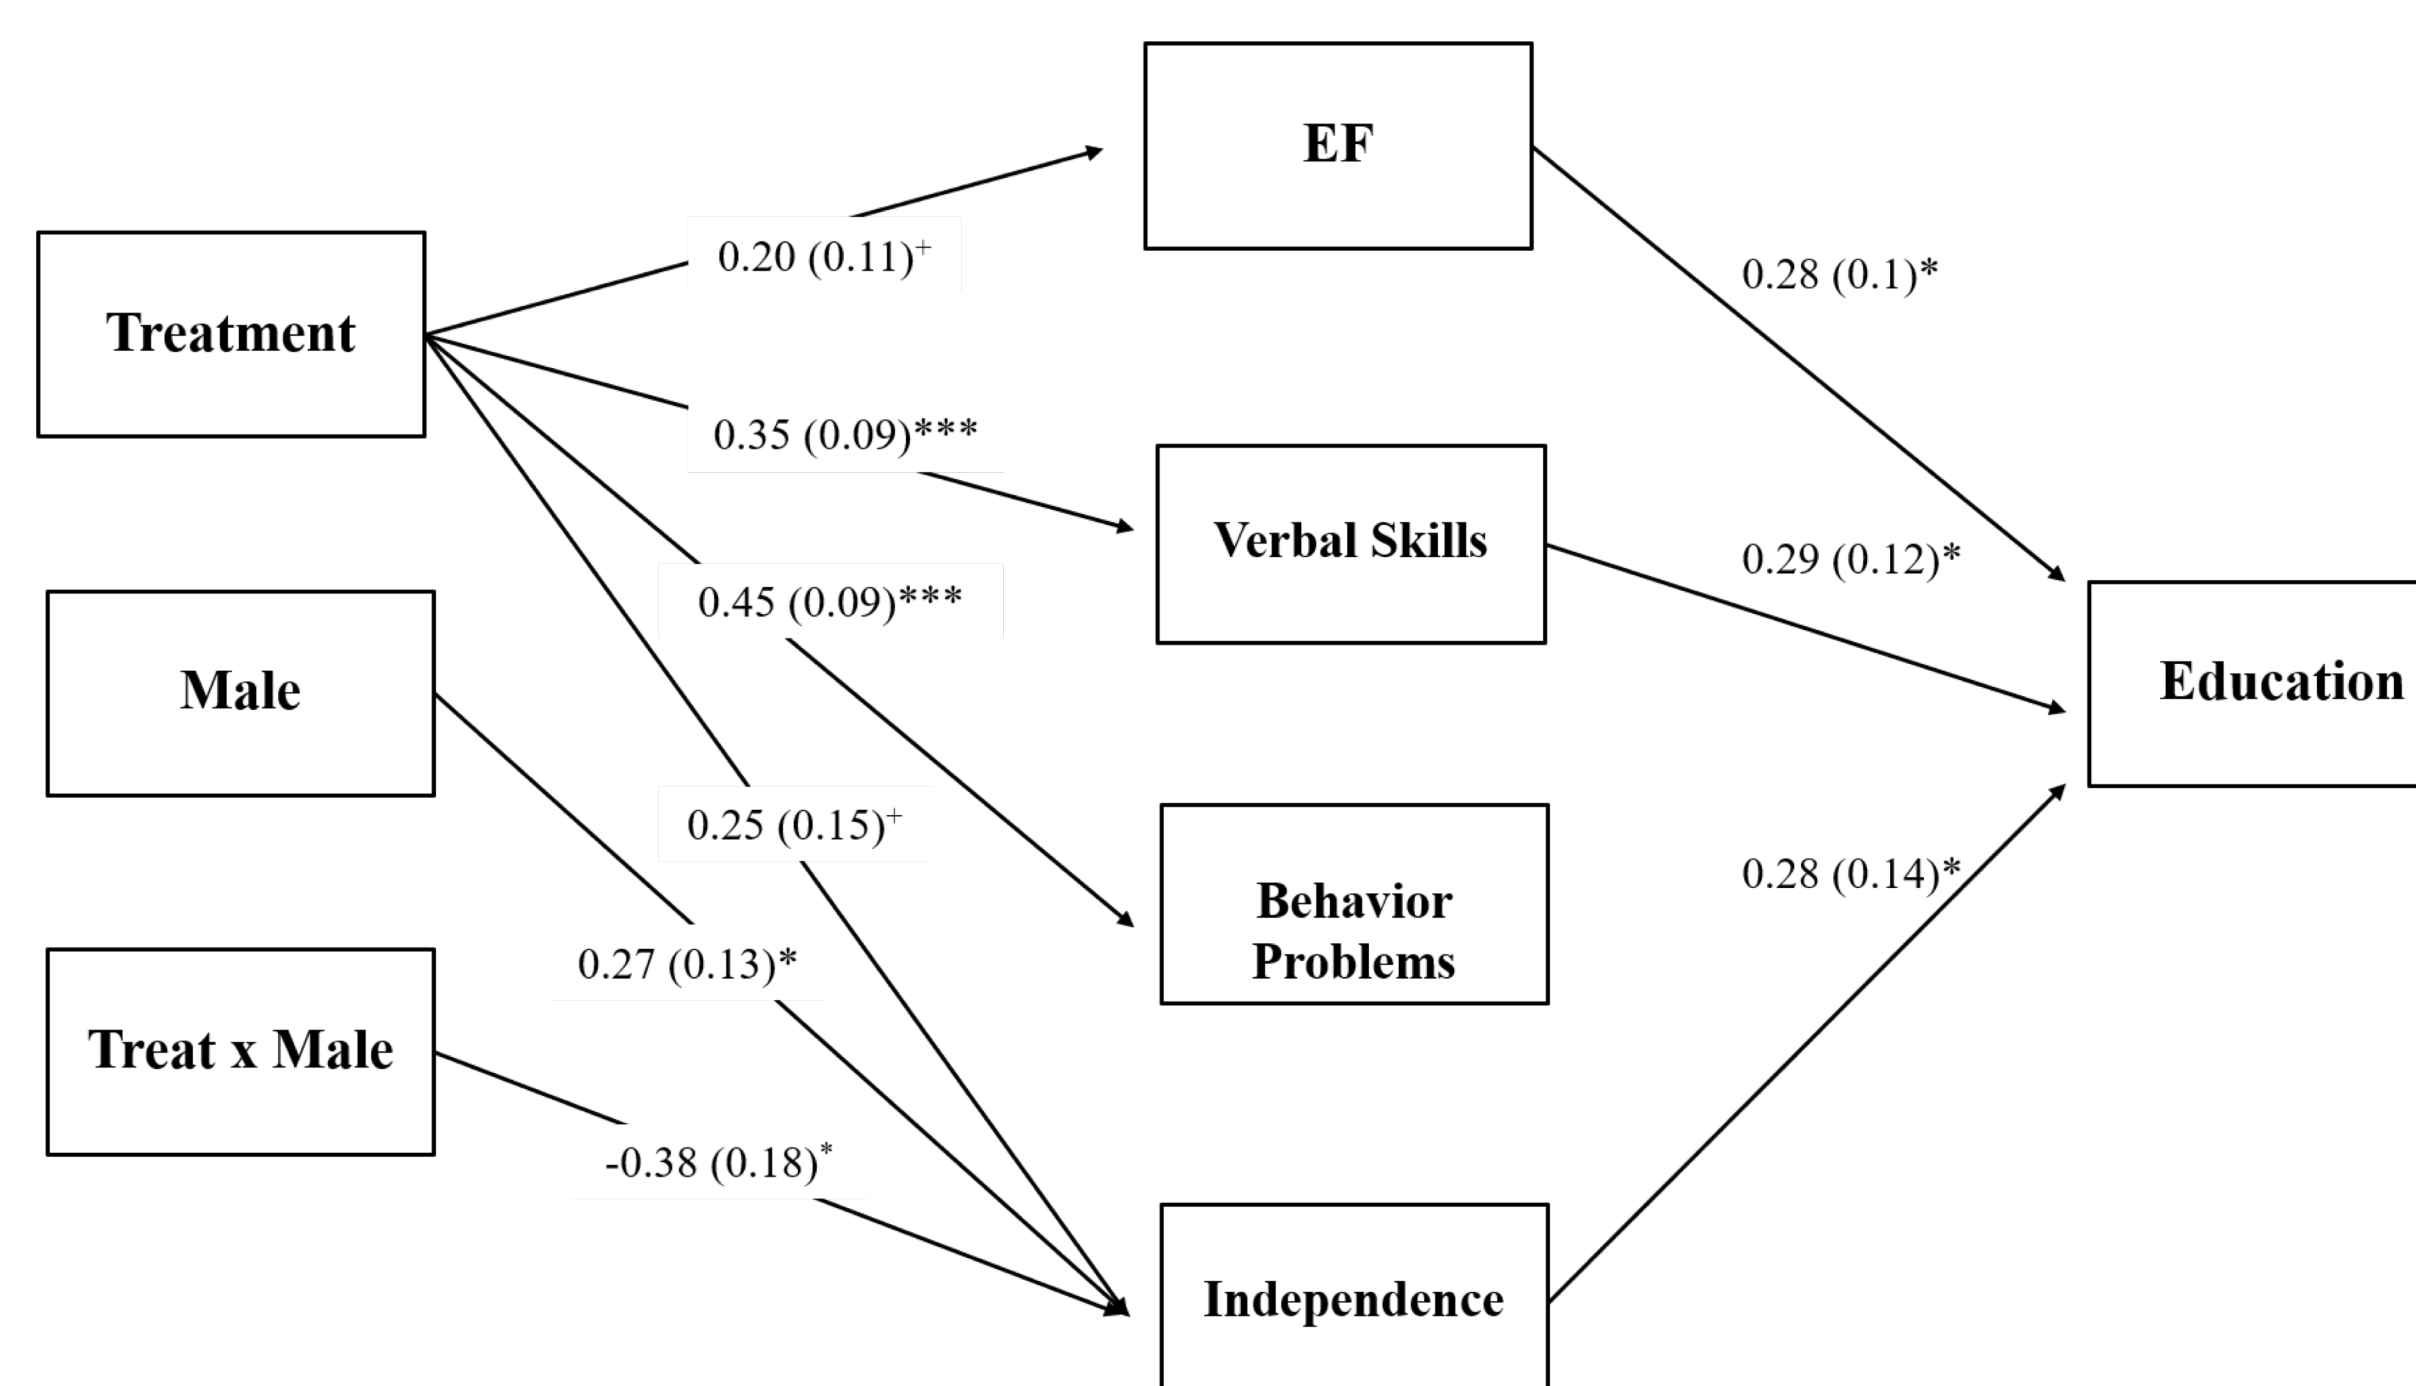 EF
0.20 (0.11)+
0.28 (0.1)*
Treatment
0.35 (0.09)***
Verbal Skills
0.29 (0.12)*
0.45 (0.09)***
Education
Male
0.25 (0.15)+
0.28 (0.14)*
Behavior
Problems
0.27 (0.13)*
Treat x Male
-0.38 (0.18)*
Independence